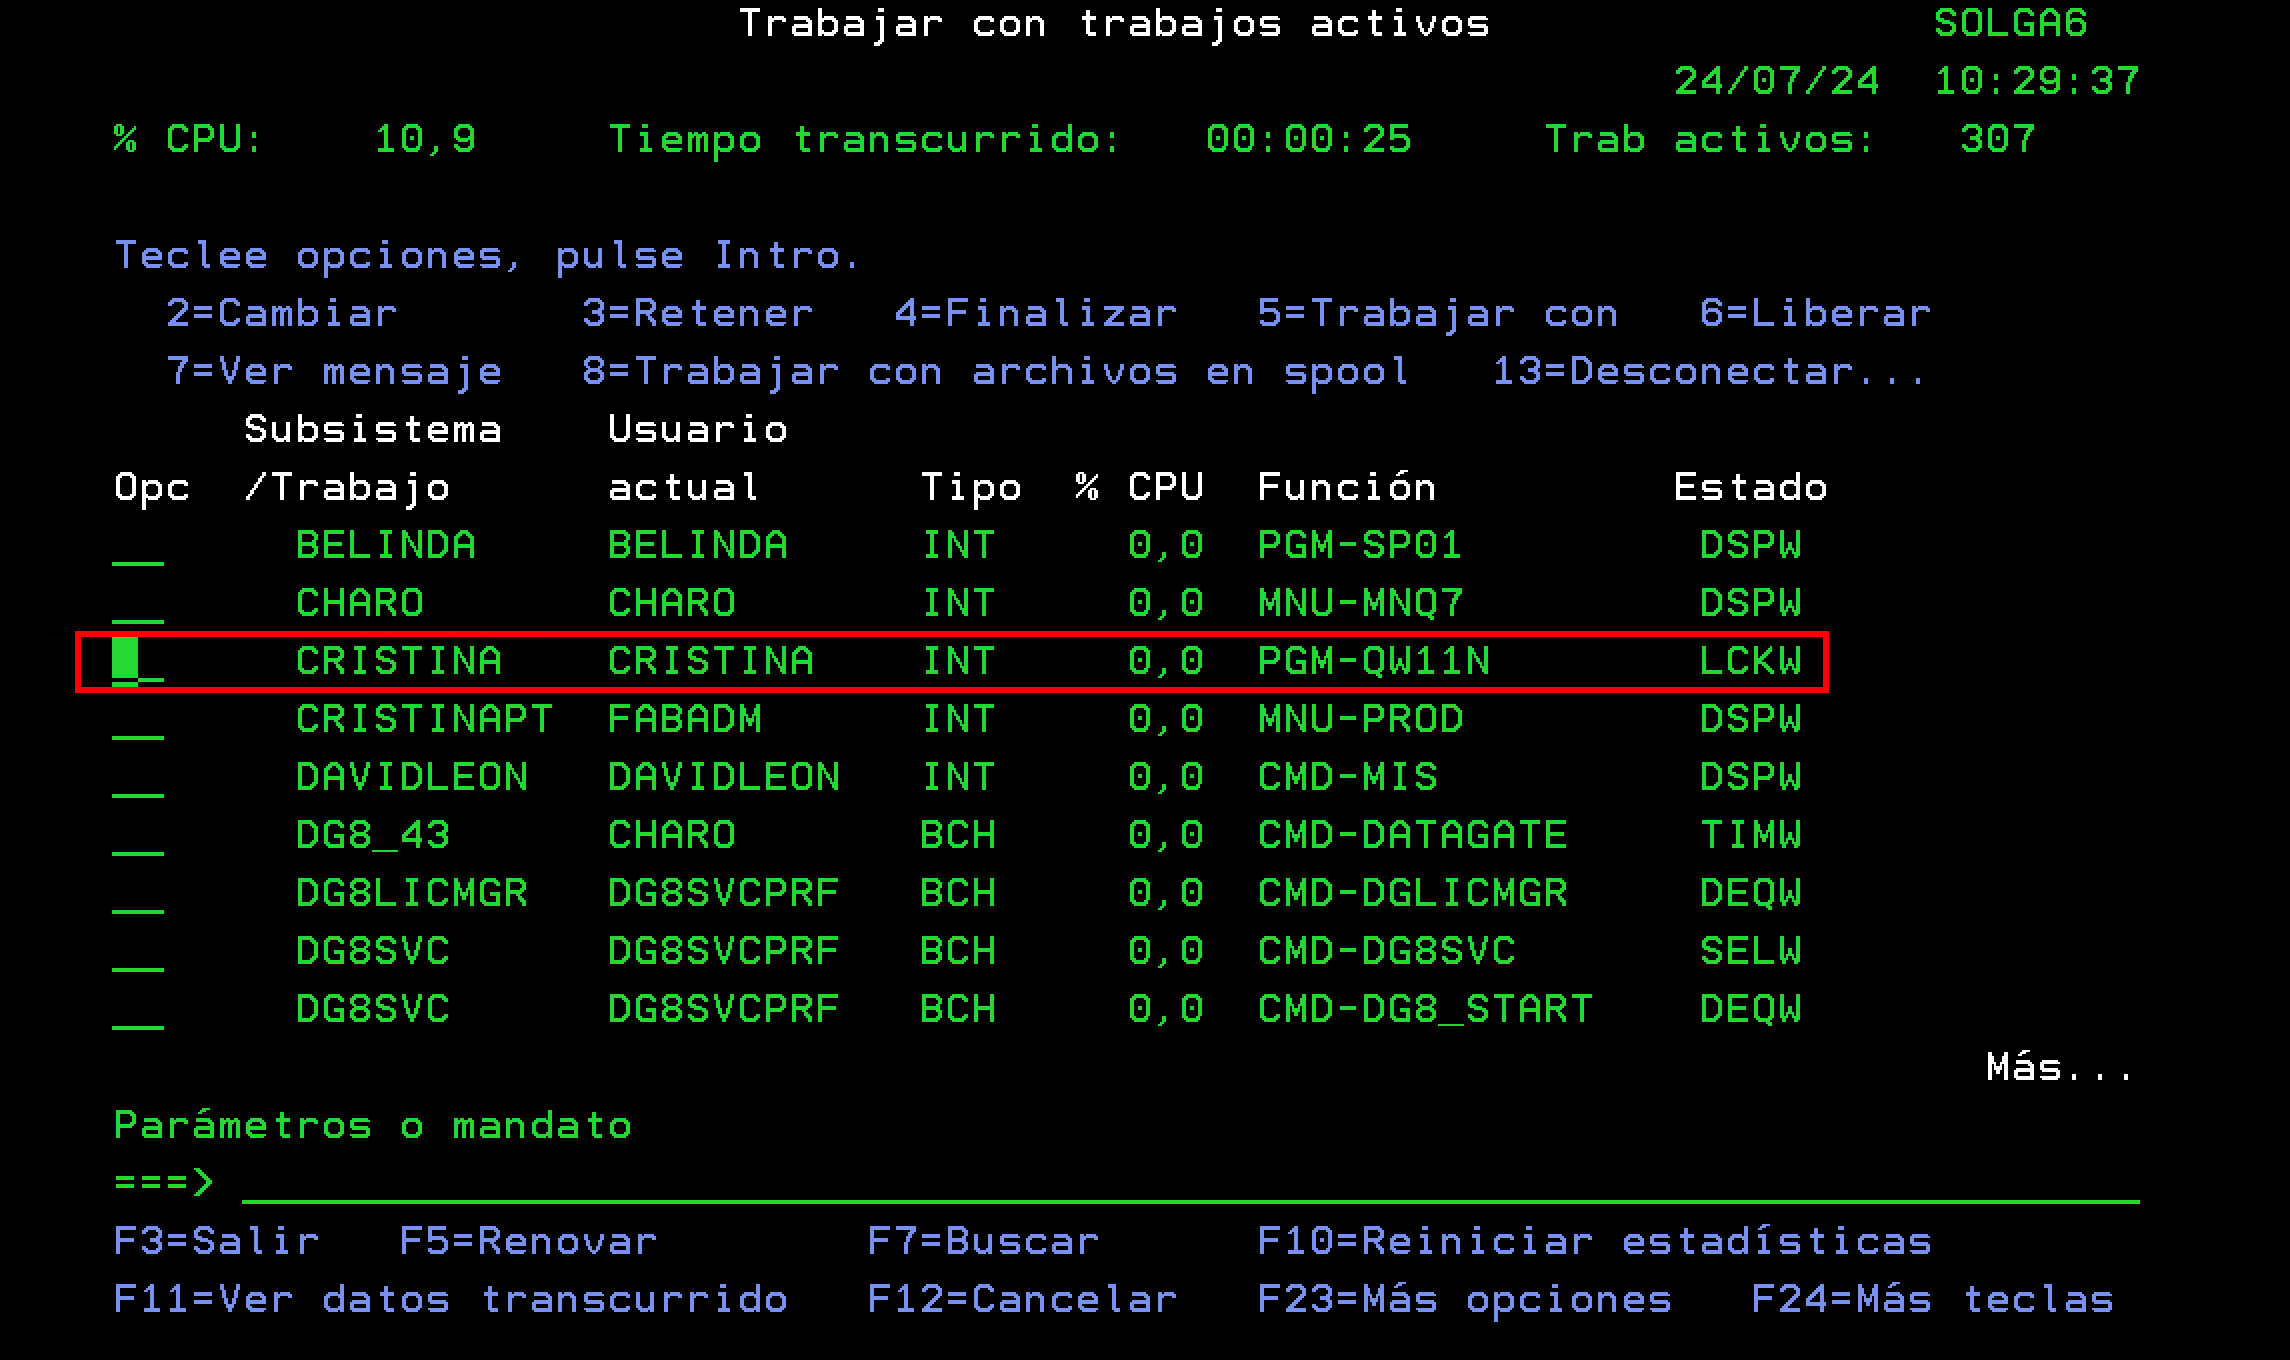 Trabajar con trabajos activos SOLGA6
24/07/24 10:29:37
% CPU: 10,9 Tiempo transcurrido: 00:00:25 Trab activos: 307
Teclee opciones, pulse Intro.
2=Cambiar 3=Retener 4=Finalizar 5=Trabajar con 6=Liberar
7=Ver mensaje 8=Trabajar con archivos en spool 13=Desconectar...
Subsistema Usuario
Opc /Trabajo actual Tipo % CPU Función Estado
__ BELINDA BELINDA INT 0,0 PGM-SP01 DSPW
__ CHARO CHARO INT 0,0 MNU-MNQ7 DSPW
__ CRISTINA CRISTINA INT 0,0 PGM-QW11N LCKW
__ CRISTINAPT FABADM INT 0,0 MNU-PROD DSPW
__ DAVIDLEON DAVIDLEON INT 0,0 CMD-MIS DSPW
__ DG8_43 CHARO BCH 0,0 CMD-DATAGATE TIMW
__ DG8LICMGR DG8SVCPRF BCH 0,0 CMD-DGLICMGR DEQW
__ DG8SVC DG8SVCPRF BCH 0,0 CMD-DG8SVC SELW
__ DG8SVC DG8SVCPRF BCH 0,0 CMD-DG8_START DEQW
Más...
Parámetros o mandato
===>
F3=Salir F5=Renovar F7=Buscar F10=Reiniciar estadísticas
F11=Ver datos transcurrido F12=Cancelar F23=Más opciones F24=Más teclas